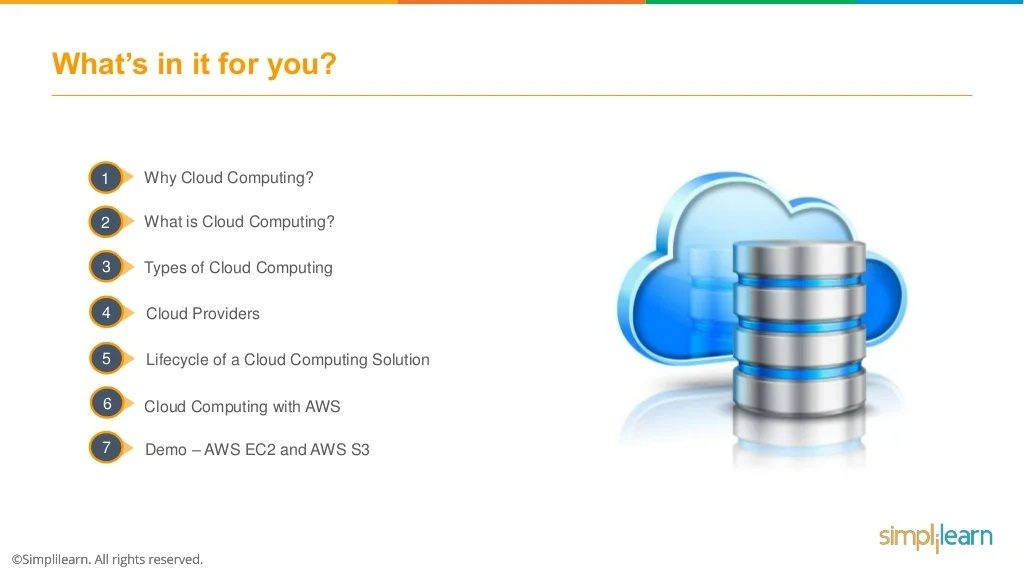 What’s in it for you?
1 Why Cloud Computing?
2 What is Cloud Computing?
3 Types of Cloud Computing
4 Cloud Providers
5 Lifecycle of a Cloud Computing Solution
6 Cloud Computing with AWS
7 Demo – AWS EC2 and AWS S3
simplilearn
©Simplilearn. All rights reserved.